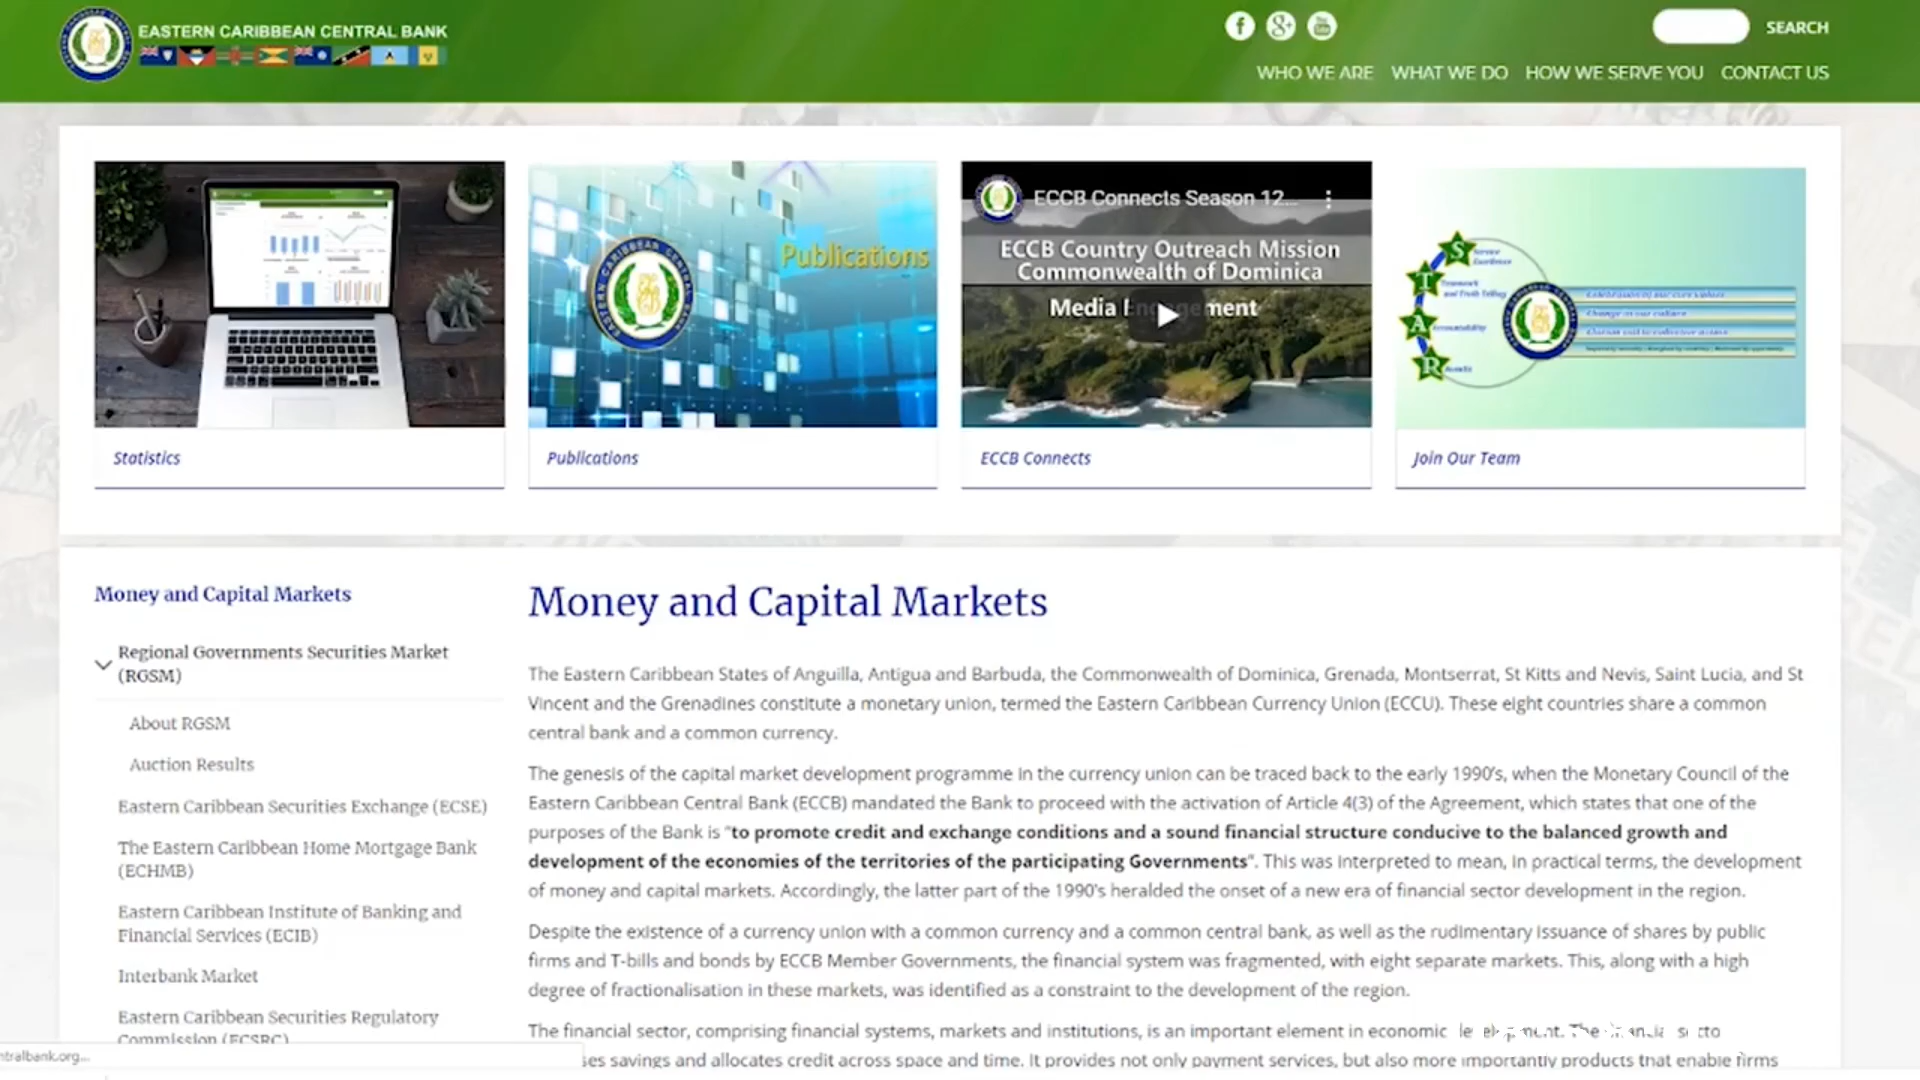 EASTERN CARIBBEAN CENTRAL BANK
SEARCH
WHO WE ARE WHAT WE DO HOW WE SERVE YOU CONTACT US
Publications
EASTERN CARIBBEAN CENTRAL BANK
ECCB Connects Season 12...
ECCB Country Outreach Mission
Commonwealth of Dominica
Media
S
T
A
R
Statistics
Publications
ECCB Connects
Join Our Team
Money and Capital Markets
Regional Governments Securities Market
(RGSM)
About RGSM
Auction Results
Eastern Caribbean Securities Exchange (ECSE)
The Eastern Caribbean Home Mortgage Bank
(ECHMB)
Eastern Caribbean Institute of Banking and
Financial Services (ECIB)
Interbank Market
Eastern Caribbean Securities Regulatory
Commission (ECSRC)
ntralbank.org...
Money and Capital Markets
The Eastern Caribbean States of Anguilla, Antigua and Barbuda, the Commonwealth of Dominica, Grenada, Montserrat, St Kitts and Nevis, Saint Lucia, and St
Vincent and the Grenadines constitute a monetary union, termed the Eastern Caribbean Currency Union (ECCU). These eight countries share a common
central bank and a common currency.
The genesis of the capital market development programme in the currency union can be traced back to the early 1990's, when the Monetary Council of the
Eastern Caribbean Central Bank (ECCB) mandated the Bank to proceed with the activation of Article 4(3) of the Agreement, which states that one of the
purposes of the Bank is "to promote credit and exchange conditions and a sound financial structure conducive to the balanced growth and
development of the economies of the territories of the participating Governments". This was interpreted to mean, in practical terms, the development
of money and capital markets. Accordingly, the latter part of the 1990's heralded the onset of a new era of financial sector development in the region.
Despite the existence of a currency union with a common currency and a common central bank, as well as the rudimentary issuance of shares by public
firms and T-bills and bonds by ECCB Member Governments, the financial system was fragmented, with eight separate markets. This, along with a high
degree of fractionalisation in these markets, was identified as a constraint to the development of the region.
The financial sector, comprising financial systems, markets and institutions, is an important element in economic development. The financial secto
ses savings and allocates credit across space and time. It provides not only payment services, but also more importantly products that enable firms